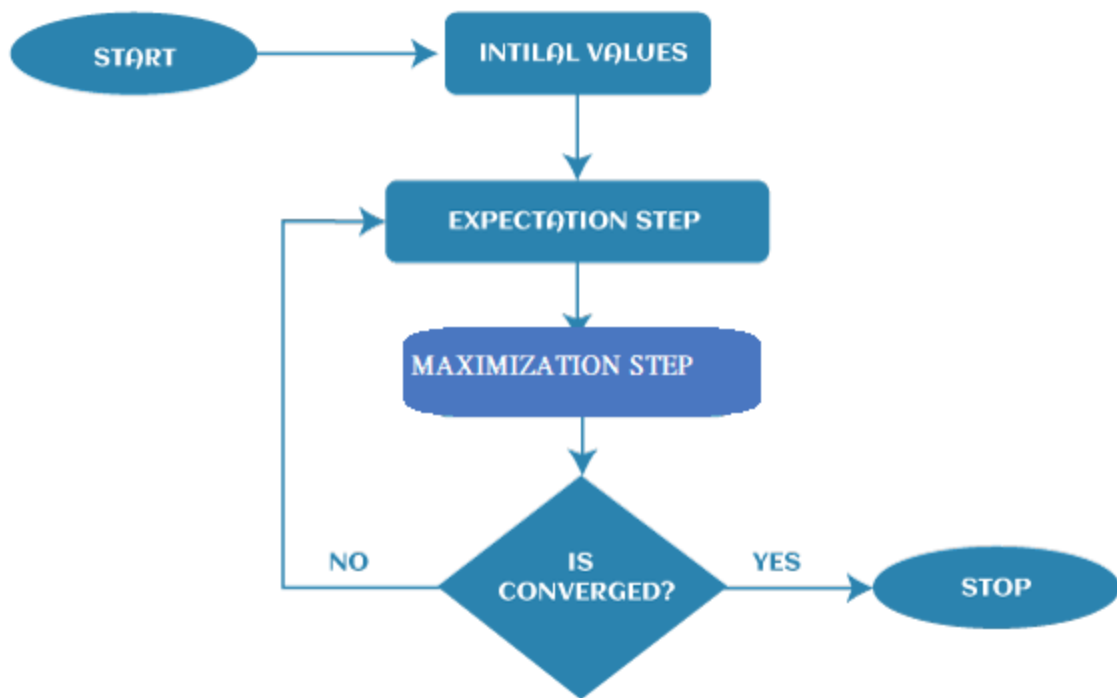 START
INTILAL VALUES
EXPECTATION STEP
MAXIMIZATION STEP
IS
CONVERGED?
NO
YES
STOP